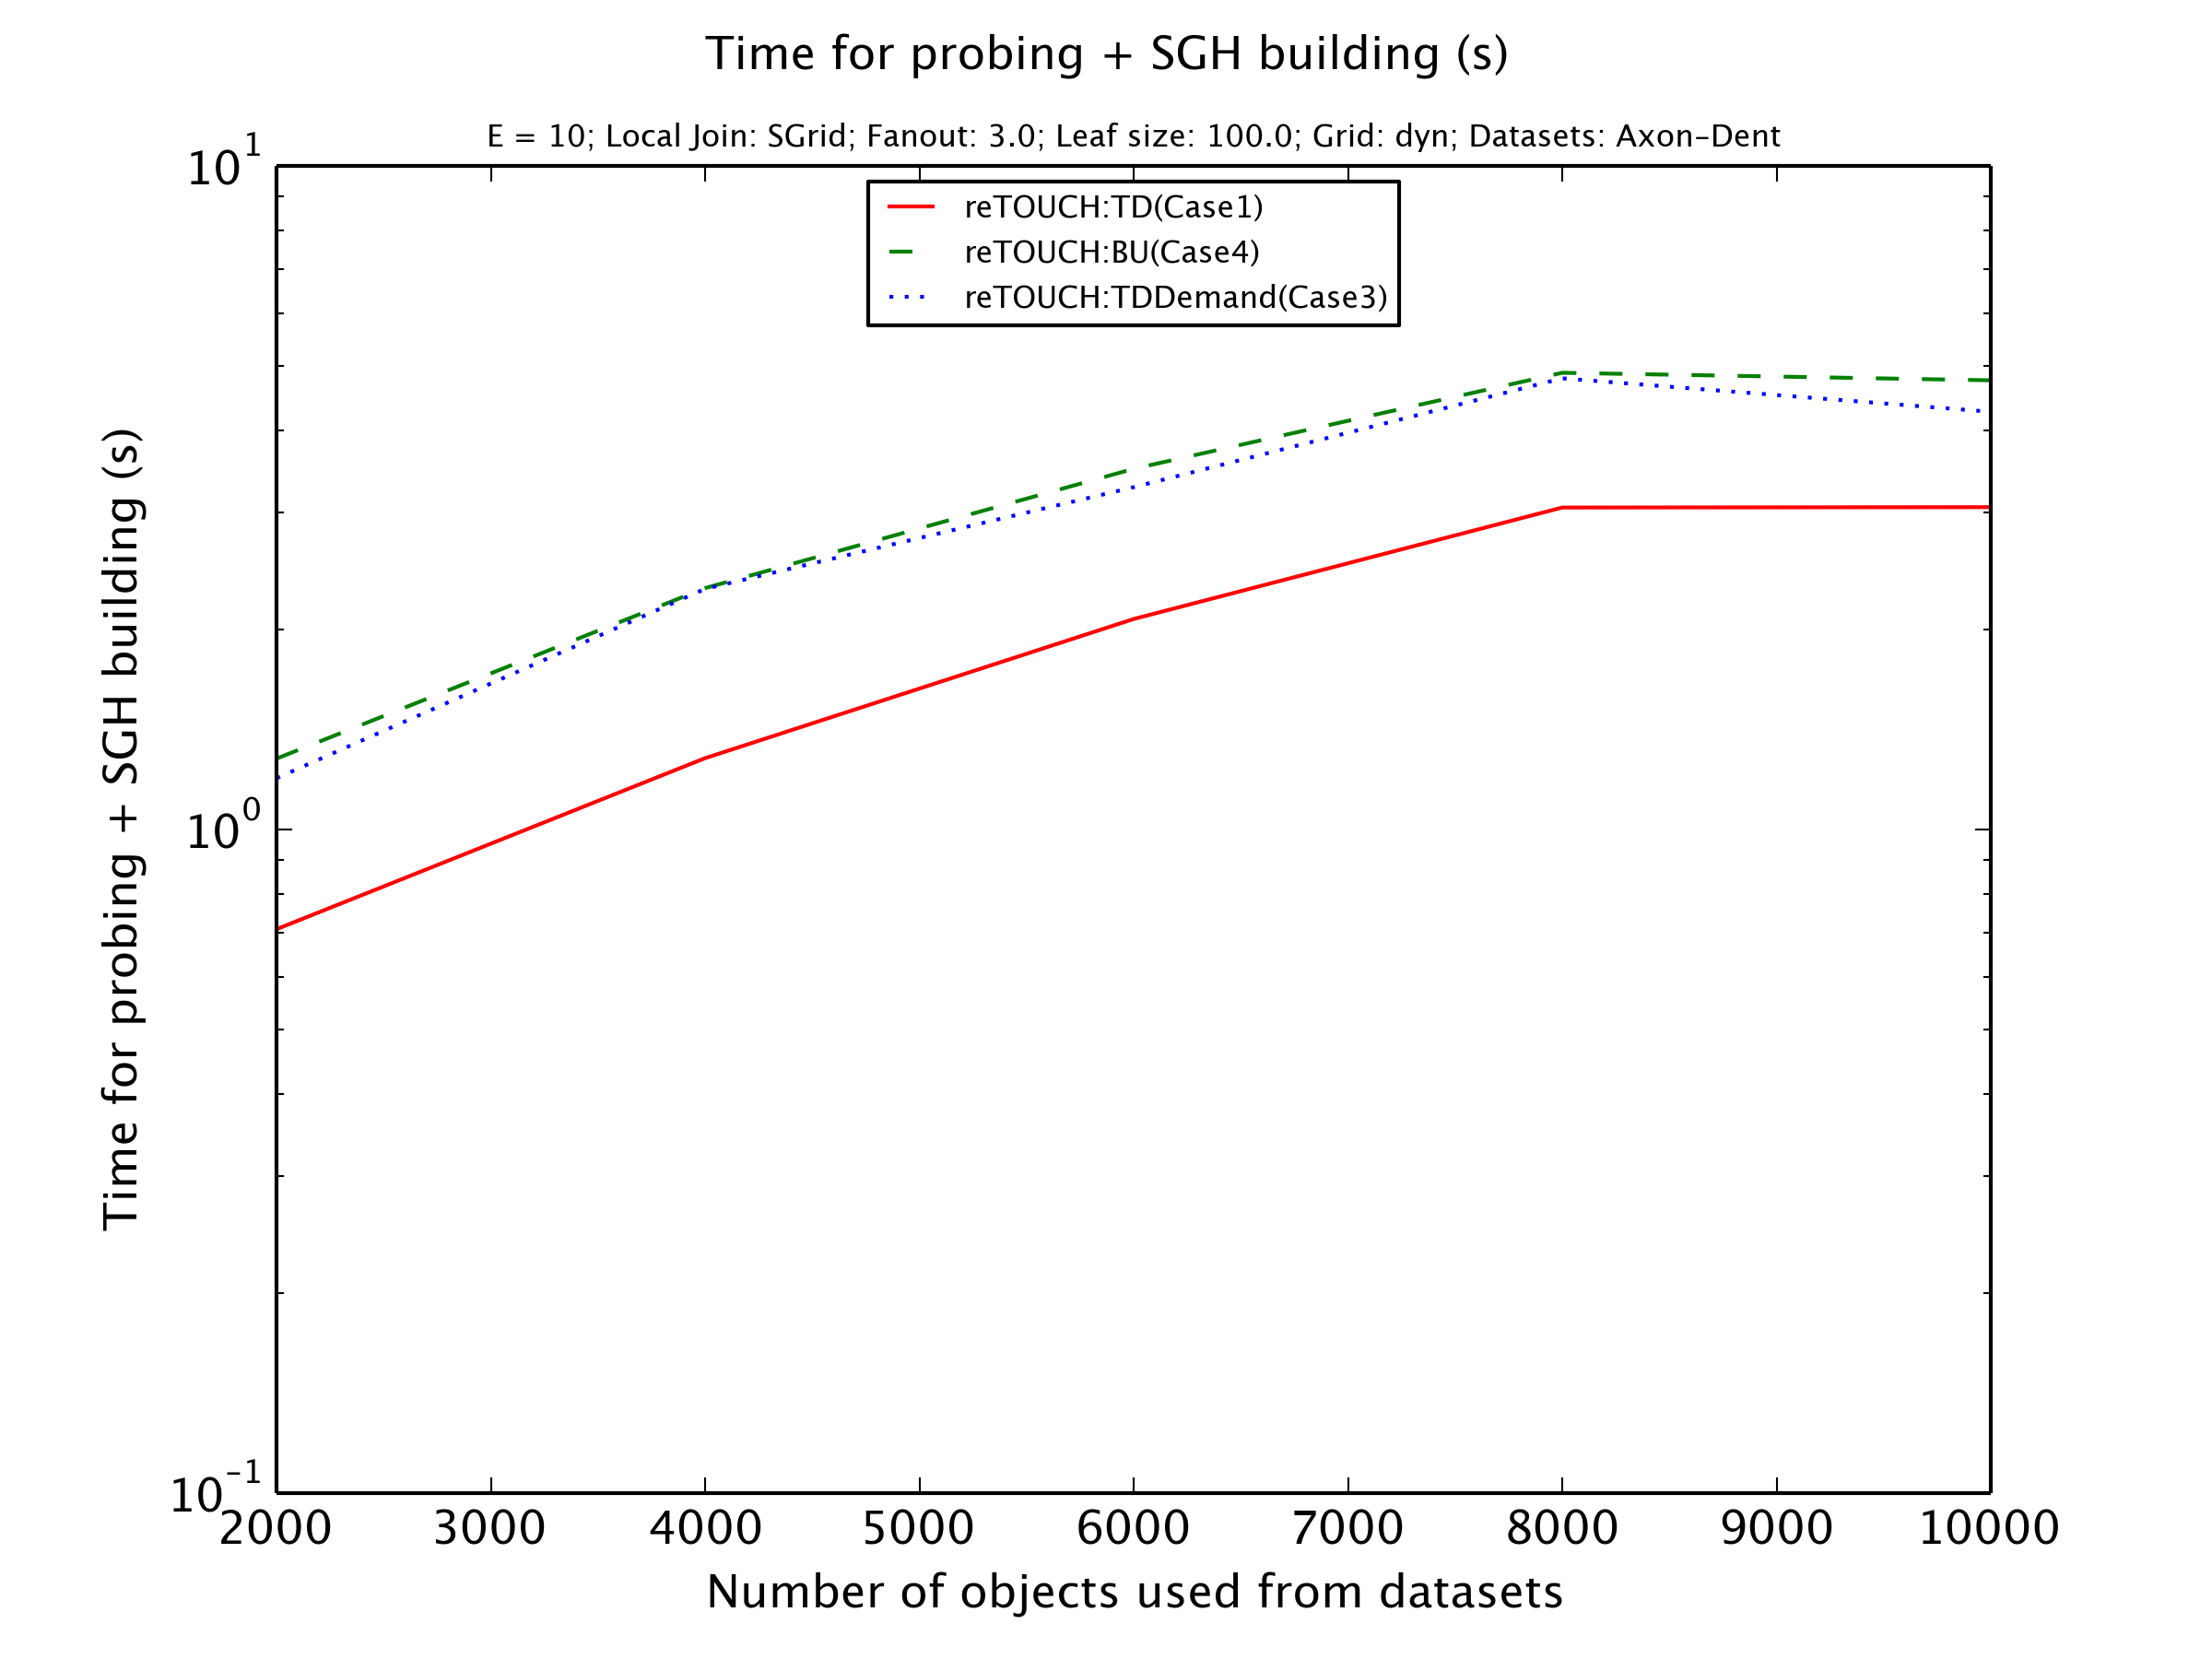 Time for probing + SGH building (s)
E = 10; Local Join: SGrid; Fanout: 3.0; Leaf size: 100.0; Grid: dyn; Datasets: Axon-Dent
reTOUCH:TD(Case1)
reTOUCH:BU(Case4)
reTOUCH:TDDemand(Case3)
Time for probing + SGH building (s)
10^1
10^0
10^-1
2000 3000 4000 5000 6000 7000 8000 9000 10000
Number of objects used from datasets